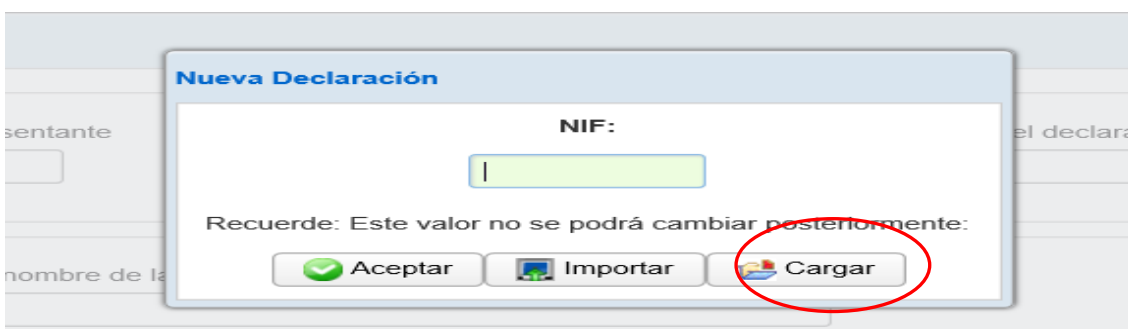 Nueva Declaración
NIF:
sentante
el declara
Recuerde: Este valor no se podrá cambiar posteriormente:
nombre de la
Aceptar
Importar
Cargar